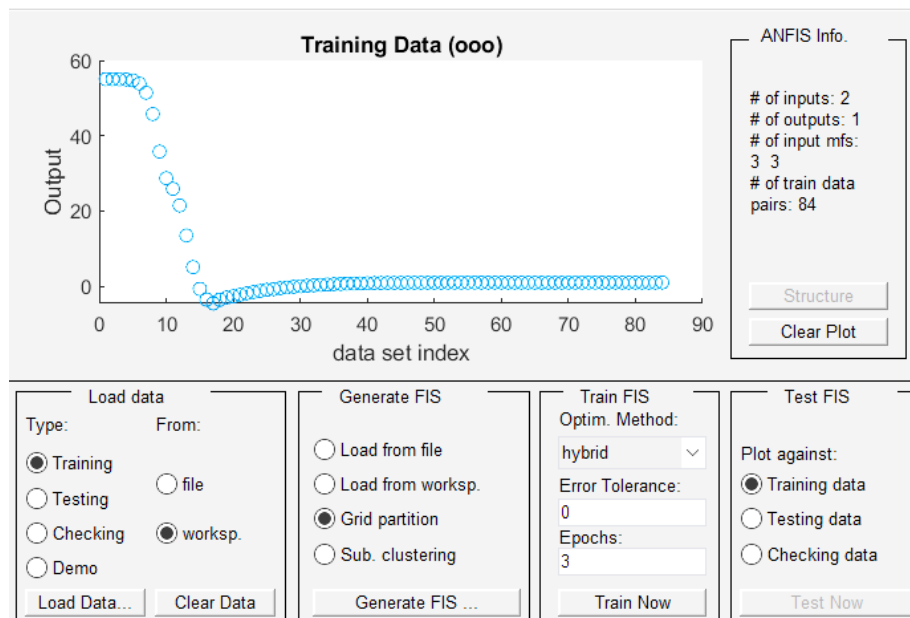 Training Data (ooo)
60
40
20
0
Output
0 10 20 30 40 50 60 70 80 90
data set index
ANFIS Info.
# of inputs: 2
# of outputs: 1
# of input mfs:
3 3
# of train data
pairs: 84
Structure
Clear Plot
Load data
Type:
From:
Training
Testing
Checking
Demo
file
worksp.
Load Data...
Clear Data
Generate FIS
Load from file
Load from worksp.
Grid partition
Sub. clustering
Generate FIS ...
Train FIS
Optim. Method:
hybrid
Error Tolerance:
0
Epochs:
3
Train Now
Test FIS
Plot against:
Training data
Testing data
Checking data
Test Now